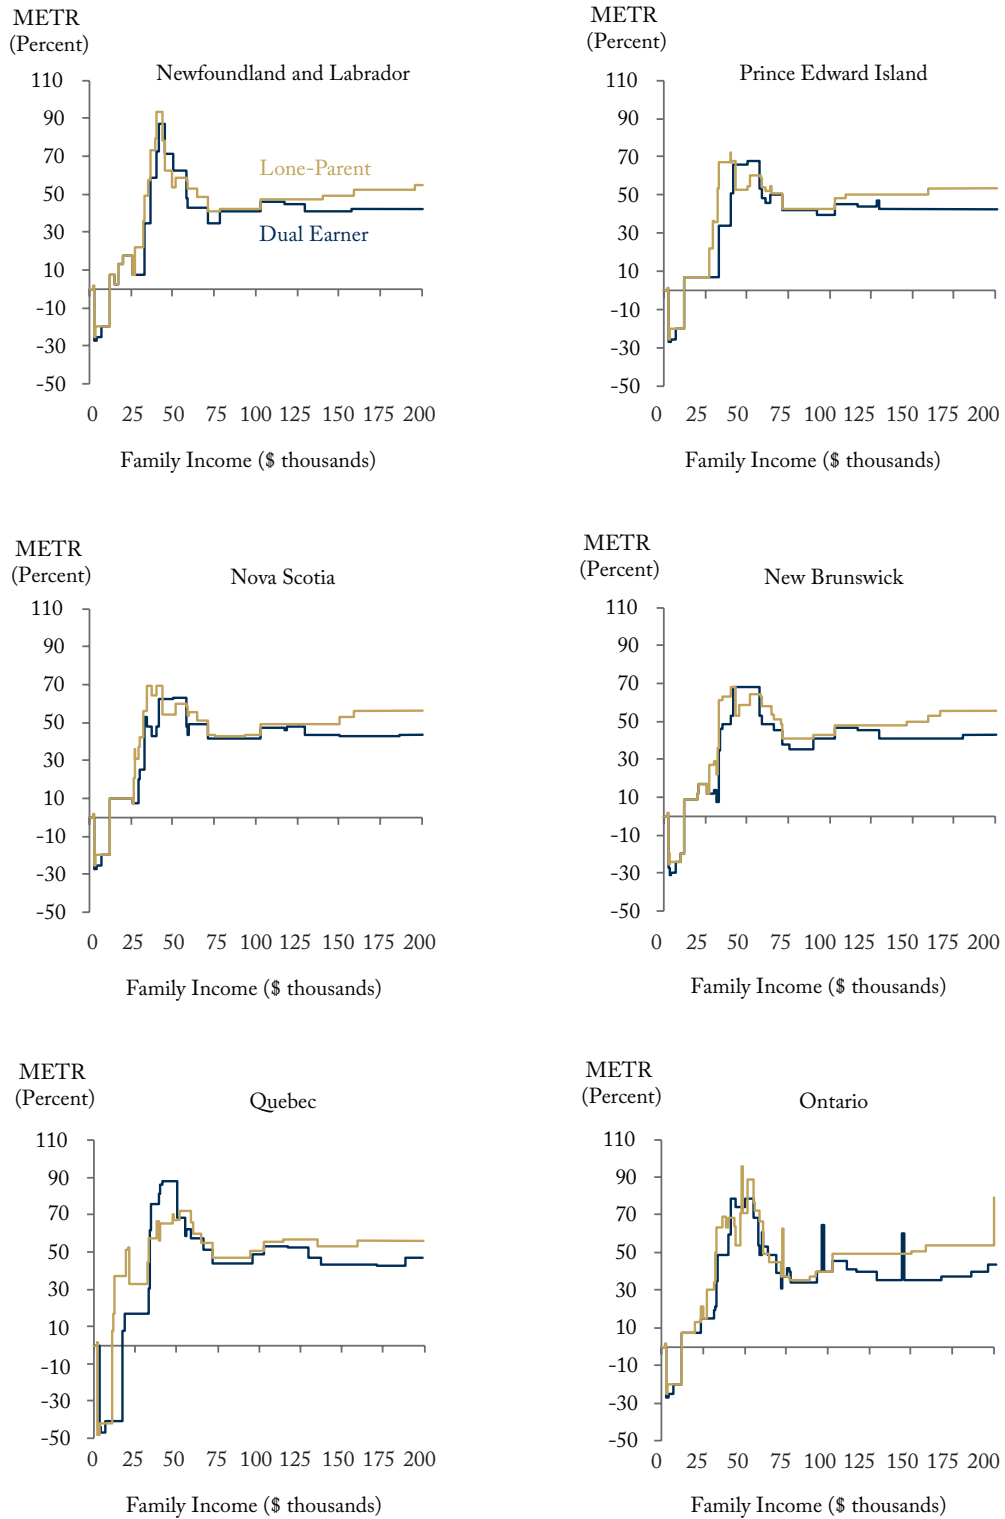 METR
(Percent)
Newfoundland and Labrador
110
90
70
50
30
10
-10
-30
-50
Lone-Parent
Dual Earner
0 25 50 75 100 125 175 200
Family Income ($ thousands)
METR
(Percent)
Prince Edward Island
110
90
70
50
30
10
-10
-30
-50
0 25 50 75 100 125 175 200
Family Income ($ thousands)
METR
(Percent)
Nova Scotia
110
90
70
50
30
10
-10
-30
-50
0 25 50 75 100 125 175 200
Family Income ($ thousands)
METR
(Percent)
New Brunswick
110
90
70
50
30
10
-10
-30
-50
0 25 50 75 100 125 175 200
Family Income ($ thousands)
METR
(Percent)
Quebec
110
90
70
50
30
10
-10
-30
-50
0 25 50 75 100 125 175 200
Family Income ($ thousands)
METR
(Percent)
Ontario
110
90
70
50
30
10
-10
-30
-50
0 25 50 75 100 125 175 200
Family Income ($ thousands)